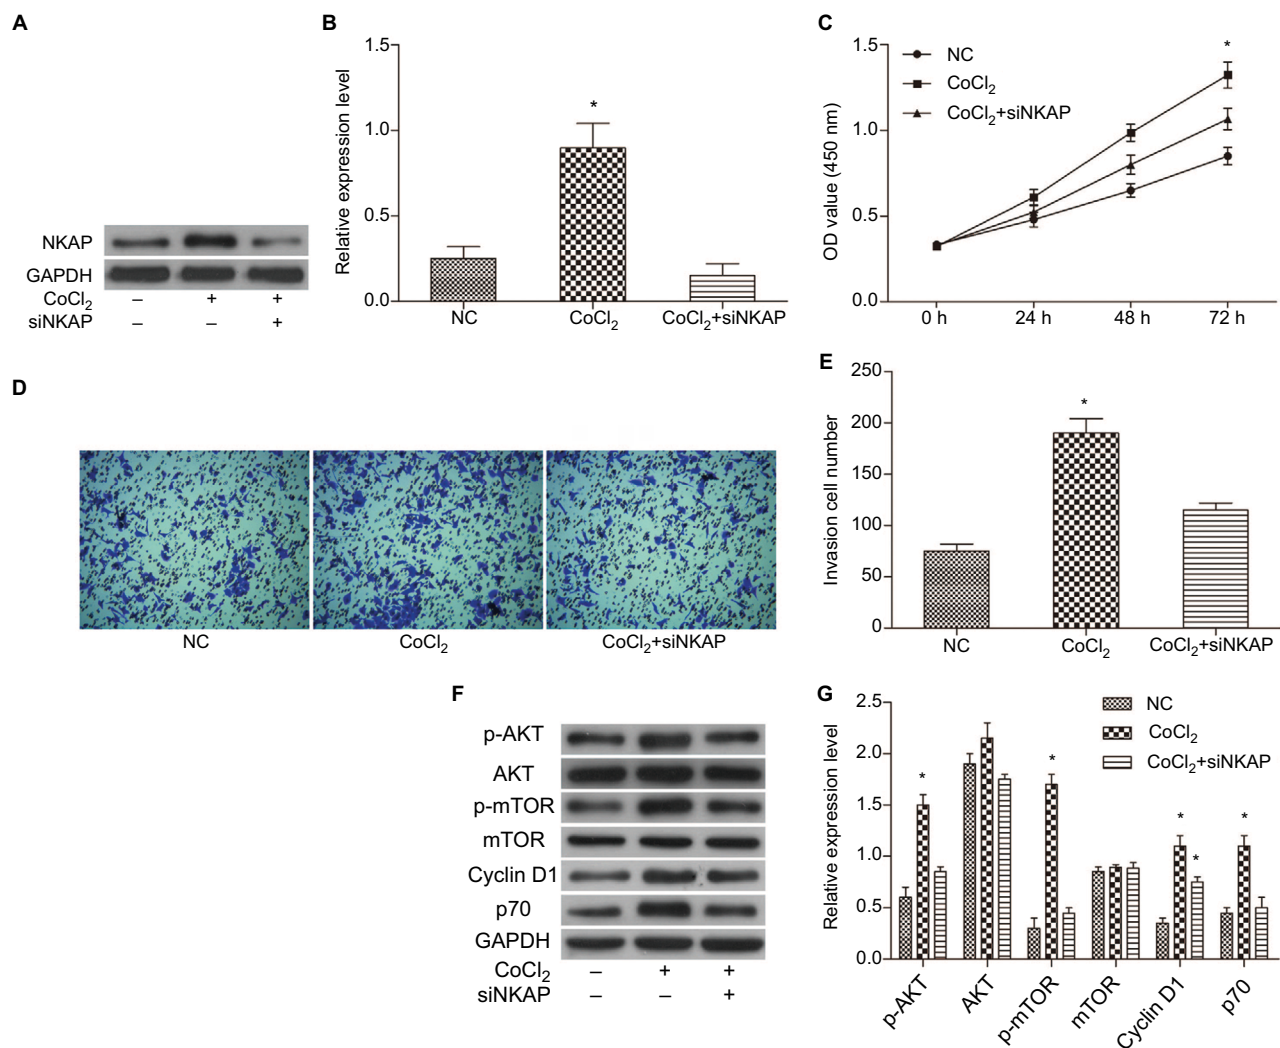 A
NKAP
GAPDH
CoCl2 – + +
siNKAP – – +
B
Relative expression level
1.5
1.0
0.5
0.0
*
NC CoCl2 CoCl2+siNKAP
C
OD value (450 nm)
1.5
1.0
0.5
0.0
NC
CoCl2
CoCl2+siNKAP
*
0 h 24 h 48 h 72 h
D
NC CoCl2 CoCl2+siNKAP
E
Invasion cell number
250
200
150
100
50
0
*
NC CoCl2 CoCl2+siNKAP
F
p-AKT
AKT
p-mTOR
mTOR
Cyclin D1
p70
GAPDH
CoCl2 – + +
siNKAP – – +
G
Relative expression level
2.5
2.0
1.5
1.0
0.5
0.0
NC
CoCl2
CoCl2+siNKAP
* * * * *
p-AKT AKT p-mTOR mTOR Cyclin D1 p70